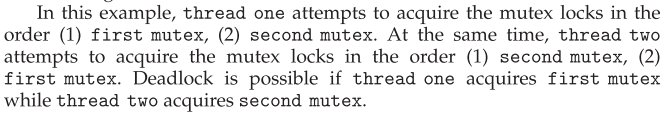 In this example, thread one attempts to acquire the mutex locks in the
order (1) first mutex, (2) second mutex. At the same time, thread two
attempts to acquire the mutex locks in the order (1) second mutex, (2)
first mutex. Deadlock is possible if thread one acquires first mutex
while thread two acquires second mutex.